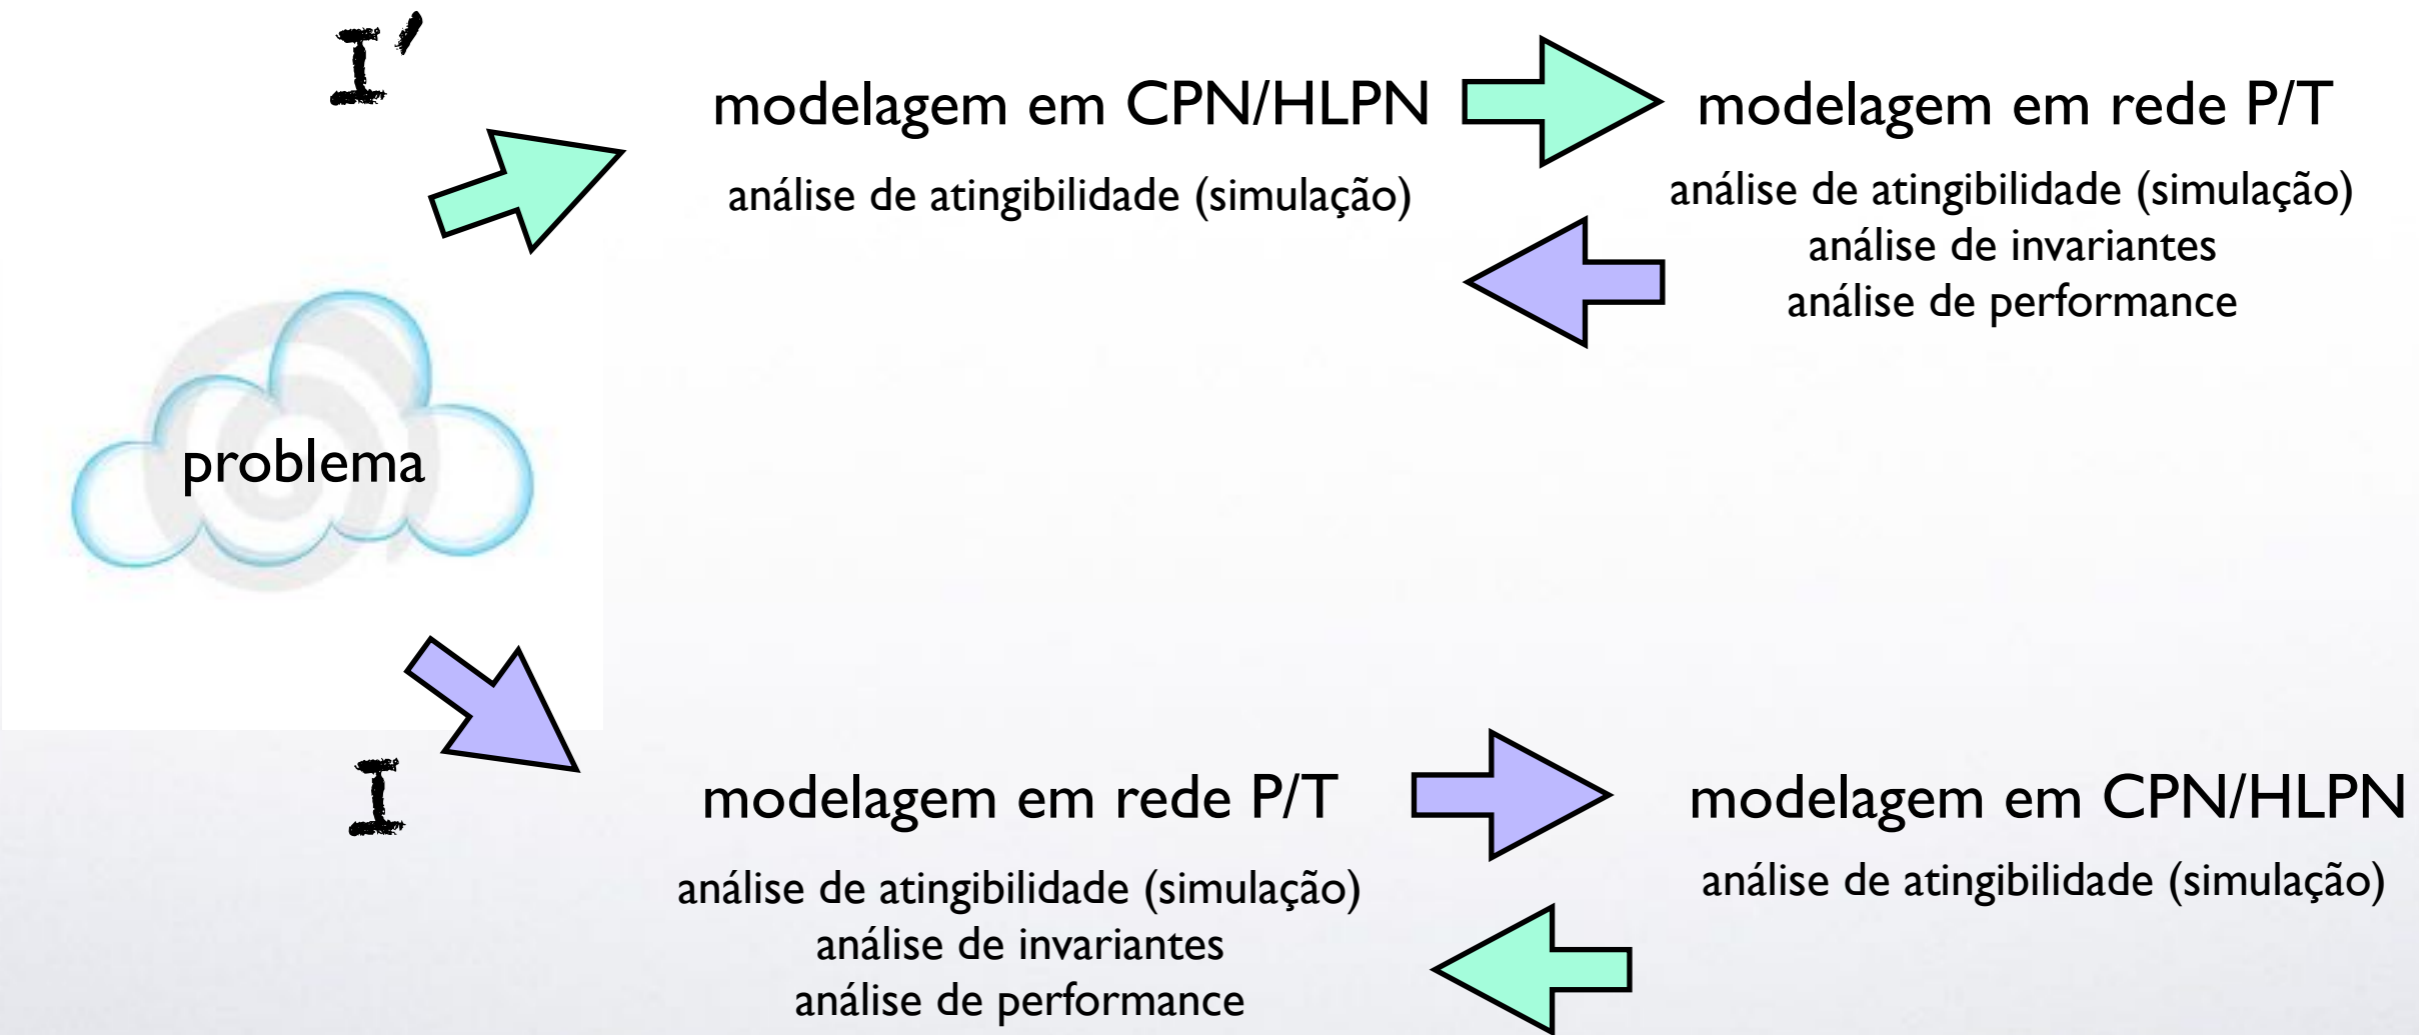 I'
modelagem em CPN/HLPN
modelagem em rede P/T
análise de atingibilidade (simulação)
análise de atingibilidade (simulação)
análise de invariantes
análise de performance
problema
I
modelagem em rede P/T
modelagem em CPN/HLPN
análise de atingibilidade (simulação)
análise de invariantes
análise de performance
análise de atingibilidade (simulação)